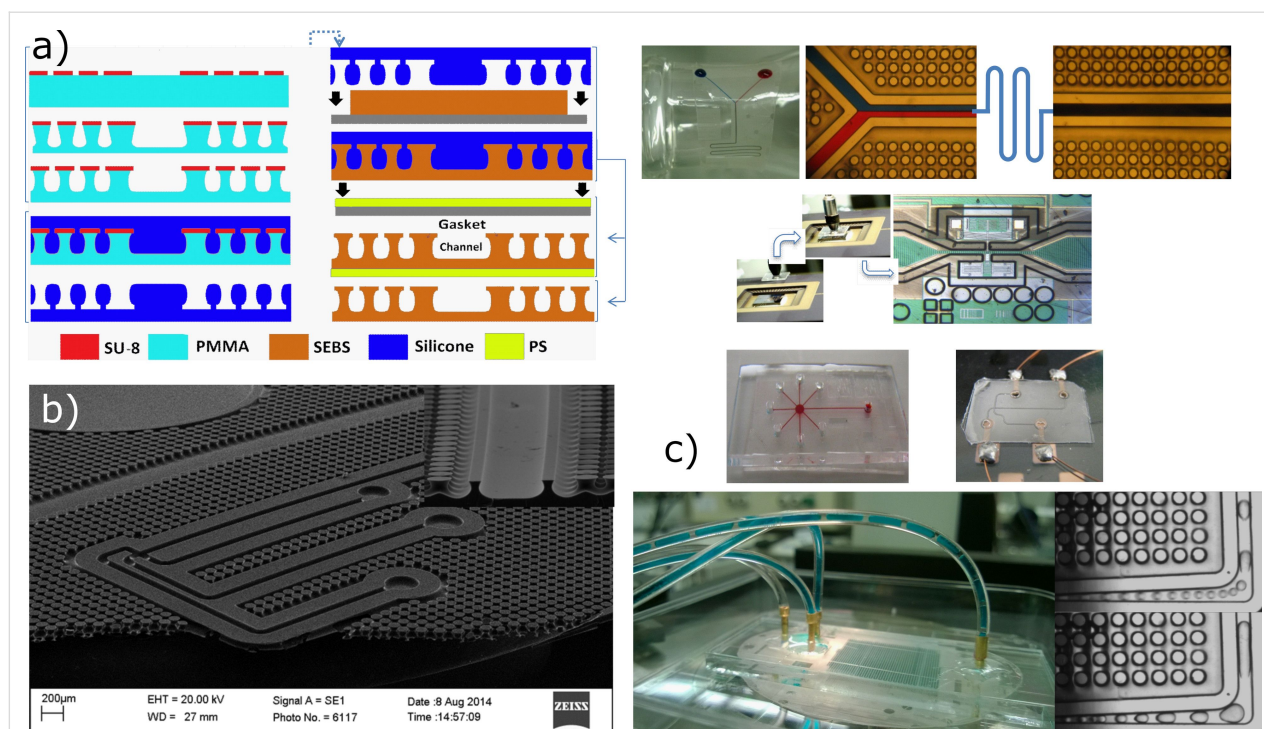 a)
Gasket
Channel
SU-8 PMMA SEBS Silicone PS
b)
c)
200µm
EHT = 20.00 kV Signal A = SE1 Date :8 Aug 2014
WD = 27 mm Photo No. = 6117 Time :14:57:09
ZEISS